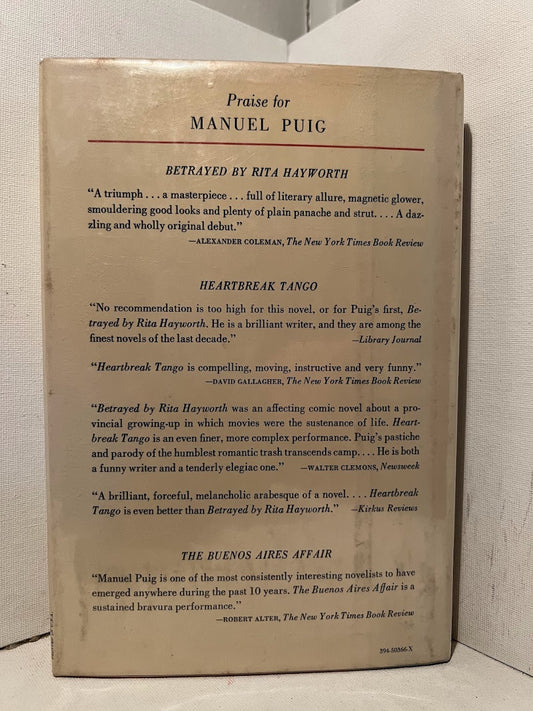 Praise for
MANUEL PUIG
BETRAYED BY RITA HAYWORTH
“A triumph . . . a masterpiece . . . full of literary allure, magnetic glower,
smouldering good looks and plenty of plain panache and strut. . . . A daz-
zling and wholly original debut.”
—ALEXANDER COLEMAN, The New York Times Book Review
HEARTBREAK TANGO
“No recommendation is too high for this novel, or for Puig’s first, Be-
trayed by Rita Hayworth. He is a brilliant writer, and they are among the
finest novels of the last decade.” —Library Journal
“Heartbreak Tango is compelling, moving, instructive and very funny.”
—DAVID GALLAGHER, The New York Times Book Review
“Betrayed by Rita Hayworth was an affecting comic novel about a pro-
vincial growing-up in which movies were the sustenance of life. Heart-
break Tango is an even finer, more complex performance. Puig’s pastiche
and parody of the humblest romantic trash transcends camp. . . . He is both
a funny writer and a tenderly elegiac one.” —WALTER CLEMONS, Newsweek
“A brilliant, forceful, melancholic arabesque of a novel. . . . Heartbreak
Tango is even better than Betrayed by Rita Hayworth.” —Kirkus Reviews
THE BUENOS AIRES AFFAIR
“Manuel Puig is one of the most consistently interesting novelists to have
emerged anywhere during the past 10 years. The Buenos Aires Affair is a
sustained bravura performance.”
—ROBERT ALTER, The New York Times Book Review
394-50366-X